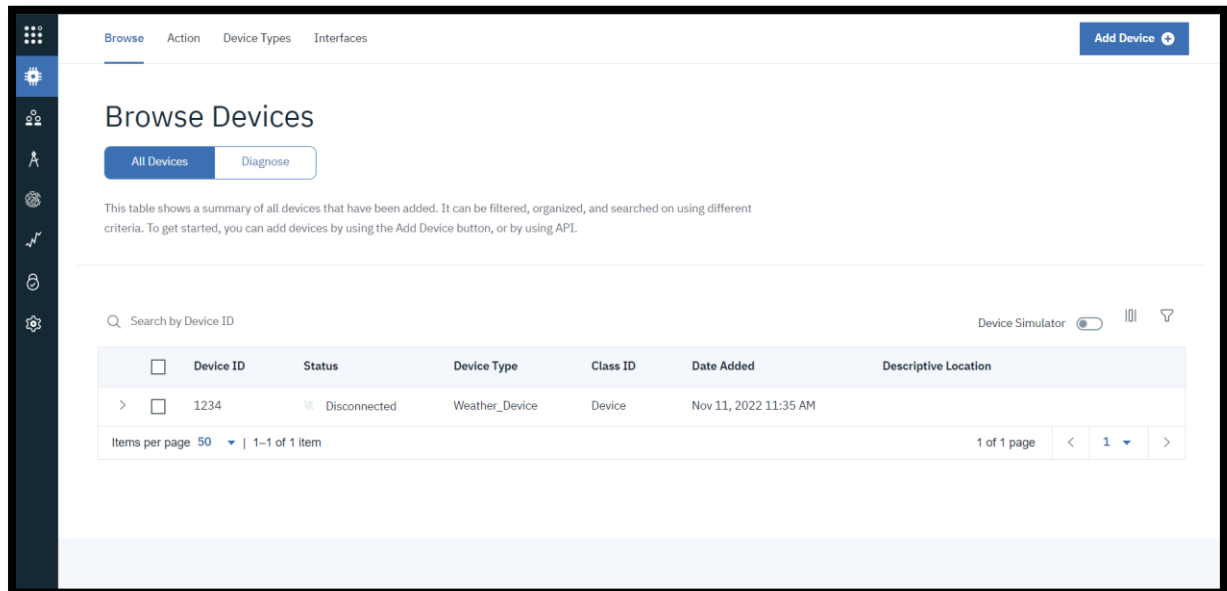 Browse Action Device Types Interfaces Add Device
Browse Devices
All Devices Diagnose
This table shows a summary of all devices that have been added. It can be filtered, organized, and searched on using different
criteria. To get started, you can add devices by using the Add Device button, or by using API.
Search by Device ID Device Simulator
Device ID Status Device Type Class ID Date Added Descriptive Location
1234 Disconnected Weather_Device Device Nov 11, 2022 11:35 AM
Items per page 50 | 1–1 of 1 item 1 of 1 page 1